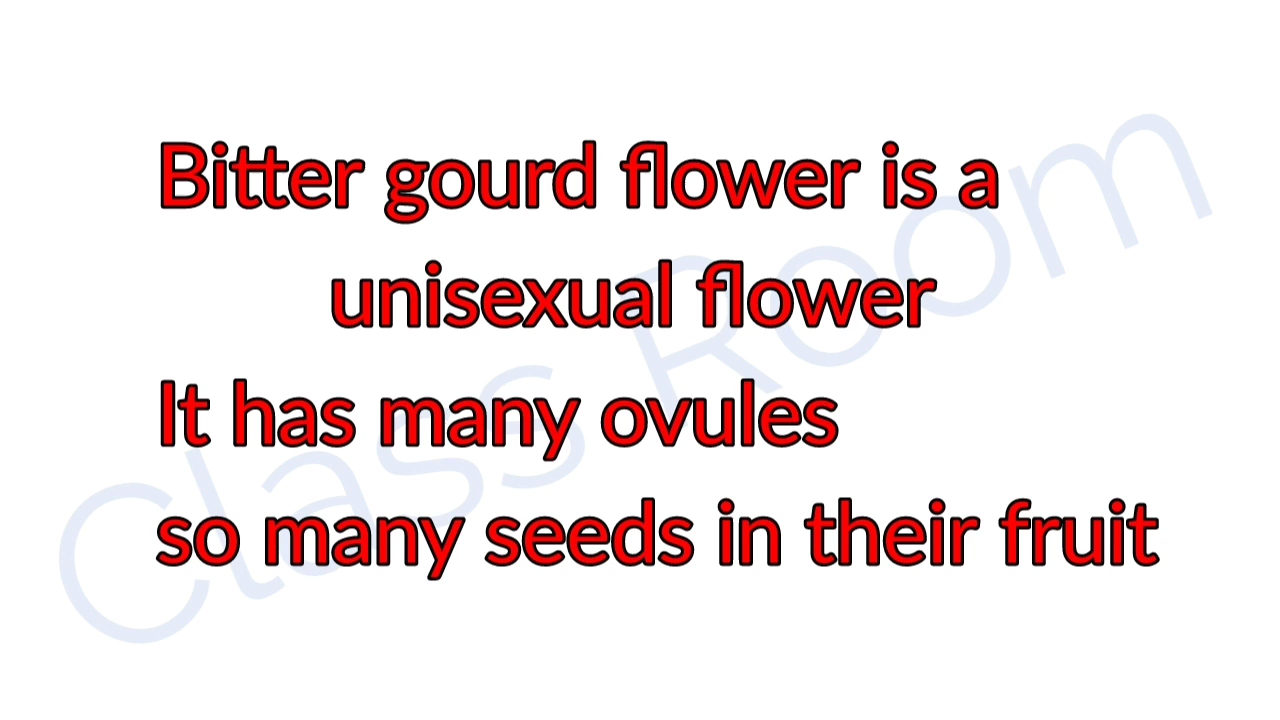 Bitter gourd flower is a
unisexual flower
It has many ovules
so many seeds in their fruit
Class Room